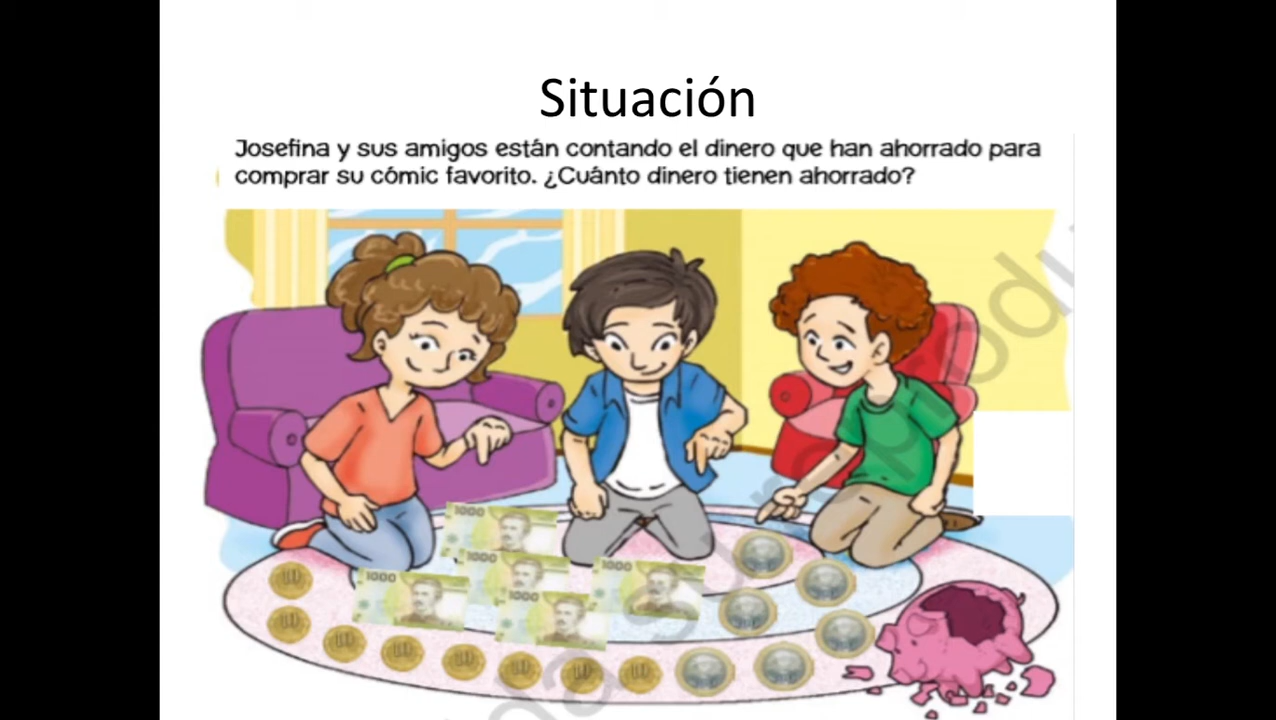 Situación
Josefina y sus amigos están contando el dinero que han ahorrado para
comprar su cómic favorito. ¿Cuánto dinero tienen ahorrado?
1000
1000
1000
1000
1000